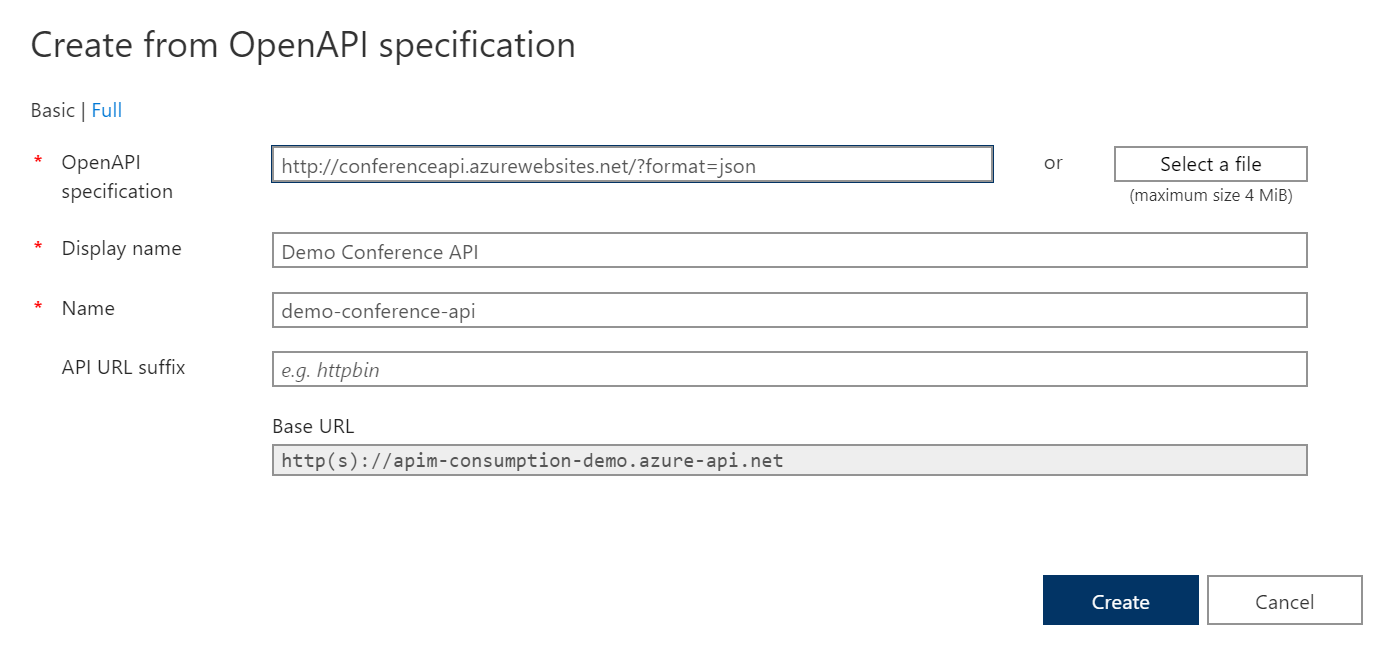 Create from OpenAPI specification
Basic | Full
* OpenAPI specification
http://conferenceapi.azurewebsites.net/?format=json
or
Select a file
(maximum size 4 MiB)
* Display name
Demo Conference API
* Name
demo-conference-api
API URL suffix
e.g. httpbin
Base URL
http(s)://apim-consumption-demo.azure-api.net
Create
Cancel